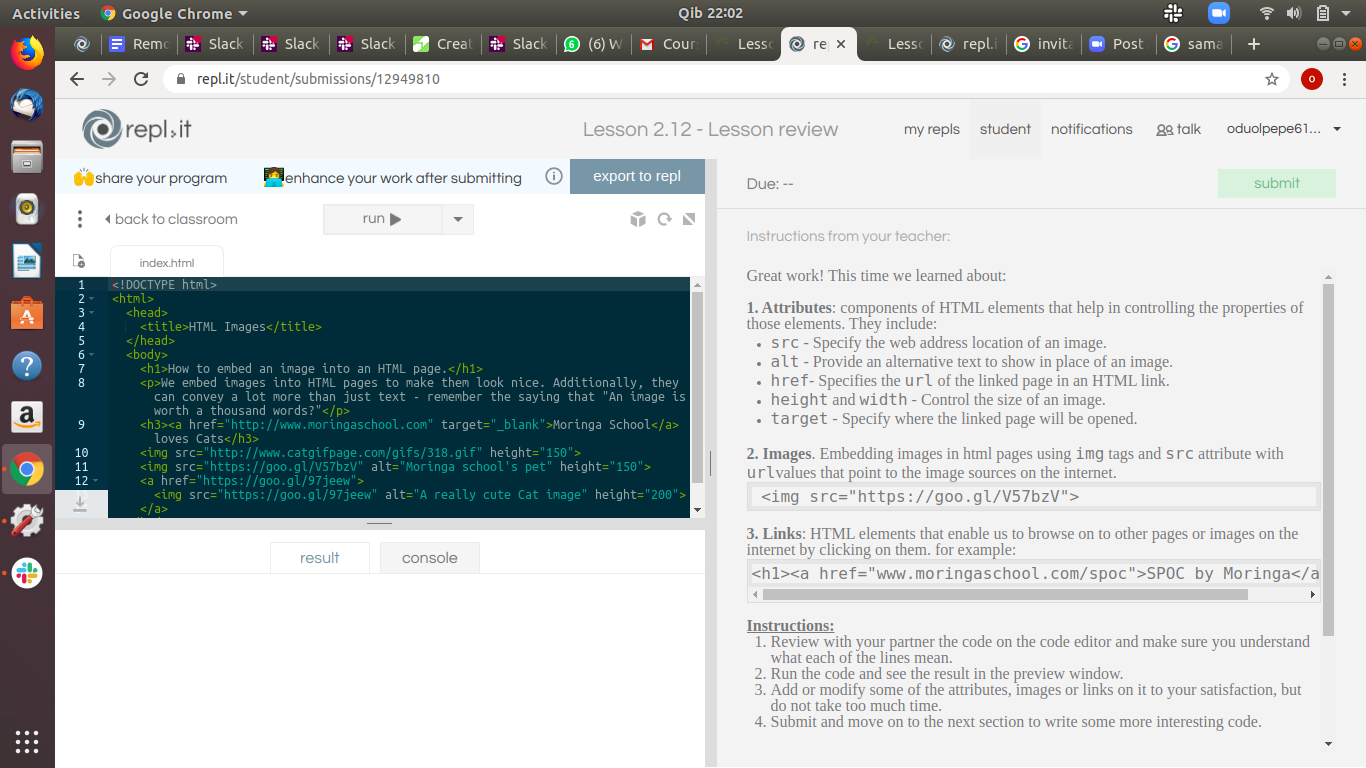 Activities
Google Chrome
Qib 22:02
Remo
Slack
Slack
Slack
Creat
Slack
(6) W
Cour
Lesso
re
Lesso
repl.i
invita
Post
sama
repl.it/student/submissions/12949810
o
repl.it
Lesson 2.12 - Lesson review
my repls
student
notifications
talk
oduolpepe61...
share your program
enhance your work after submitting
export to repl
Due: --
submit
back to classroom
run
Instructions from your teacher:
index.html
1 <!DOCTYPE html>
2 <html>
3 <head>
4 <title>HTML Images</title>
5 </head>
6 <body>
7 <h1>How to embed an image into an HTML page.</h1>
8 <p>We embed images into HTML pages to make them look nice. Additionally, they
can convey a lot more than just text - remember the saying that "An image is
worth a thousand words?"</p>
9 <h3><a href="http://www.moringaschool.com" target="_blank">Moringa School</a>
loves Cats</h3>
10 <img src="http://www.catgifpage.com/gifs/318.gif" height="150">
11 <img src="https://goo.gl/V57bzV" alt="Moringa school's pet" height="150">
12 <a href="https://goo.gl/97jeew">
<img src="https://goo.gl/97jeew" alt="A really cute Cat image" height="200">
</a>
result
console
Great work! This time we learned about:
1. Attributes: components of HTML elements that help in controlling the properties of
those elements. They include:
• src - Specify the web address location of an image.
• alt - Provide an alternative text to show in place of an image.
• href- Specifies the url of the linked page in an HTML link.
• height and width - Control the size of an image.
• target - Specify where the linked page will be opened.
2. Images. Embedding images in html pages using img tags and src attribute with
urlvalues that point to the image sources on the internet.
<img src="https://goo.gl/V57bzV">
3. Links: HTML elements that enable us to browse on to other pages or images on the
internet by clicking on them. for example:
<h1><a href="www.moringaschool.com/spoc">SPOC by Moringa</a
Instructions:
1. Review with your partner the code on the code editor and make sure you understand
what each of the lines mean.
2. Run the code and see the result in the preview window.
3. Add or modify some of the attributes, images or links on it to your satisfaction, but
do not take too much time.
4. Submit and move on to the next section to write some more interesting code.